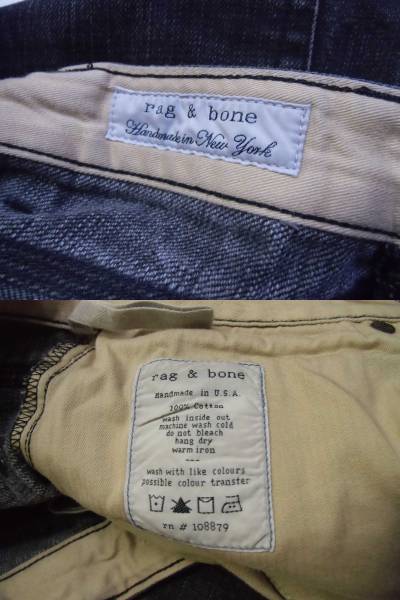 rag & bone
Handmade in New York
rag & bone
Handmade in U.S.A.
100% Cotton
wash inside out
machine wash cold
do not bleach
hang dry
warm iron
---
wash with like colours
possible colour transfer
rn # 108879